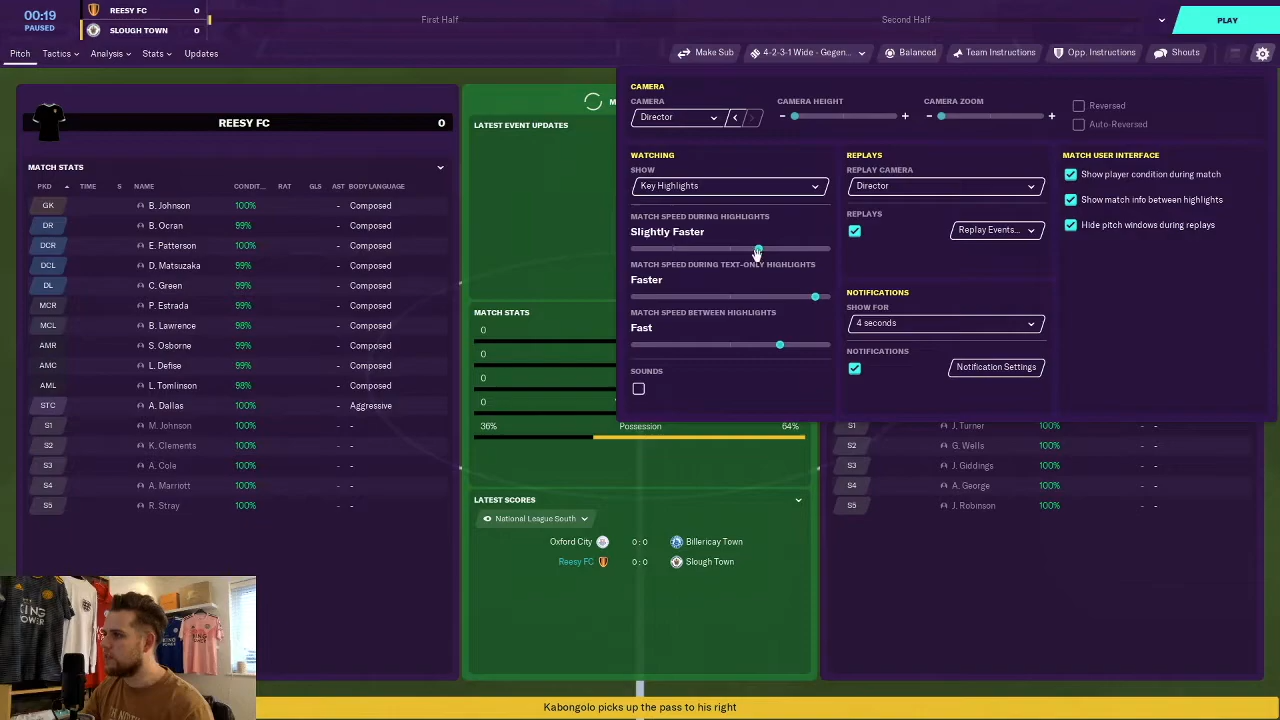 00:19
PAUSED
REESY FC 0
SLOUGH TOWN 0
First Half
Second Half
PLAY
Pitch
Tactics
Analysis
Stats
Updates
Make Sub
4-2-3-1 Wide - Gegen...
Balanced
Team Instructions
Opp. Instructions
Shouts
REESY FC 0
MATCH STATS
PKD TIME S NAME CONDIT... RAT GLS AST BODY LANGUAGE
GK B. Johnson 100% - - Composed
DR B. Ocran 99% - - Composed
DCR E. Patterson 100% - - Composed
DCL D. Matsuzaka 99% - - Composed
DL C. Green 99% - - Composed
MCR P. Estrada 99% - - Composed
MCL B. Lawrence 98% - - Composed
AMR S. Osborne 99% - - Composed
AMC L. Defise 99% - - Composed
AML L. Tomlinson 98% - - Composed
STC A. Dallas 100% - - Aggressive
S1 M. Johnson 100% - - -
S2 K. Clements 100% - - -
S3 A. Cole 100% - - -
S4 A. Marriott 100% - - -
S5 R. Stray 100% - - -
M
LATEST EVENT UPDATES
MATCH STATS
0
0
0
0
36% Possession 64%
LATEST SCORES
National League South
Oxford City 0 : 0 Billericay Town
Reesy FC 0 : 0 Slough Town
CAMERA
CAMERA
Director
CAMERA HEIGHT
- +
CAMERA ZOOM
- +
Reversed
Auto-Reversed
WATCHING
SHOW
Key Highlights
MATCH SPEED DURING HIGHLIGHTS
Slightly Faster
MATCH SPEED DURING TEXT-ONLY HIGHLIGHTS
Faster
MATCH SPEED BETWEEN HIGHLIGHTS
Fast
SOUNDS
REPLAYS
REPLAY CAMERA
Director
REPLAYS
Replay Events...
NOTIFICATIONS
SHOW FOR
4 seconds
NOTIFICATIONS
Notification Settings
MATCH USER INTERFACE
Show player condition during match
Show match info between highlights
Hide pitch windows during replays
S1 J. Turner 100% - -
S2 G. Wells 100% - -
S3 J. Giddings 100% - -
S4 A. George 100% - -
S5 J. Robinson 100% - -
KING
POWER
KING
POWER
Kabongolo picks up the pass to his right